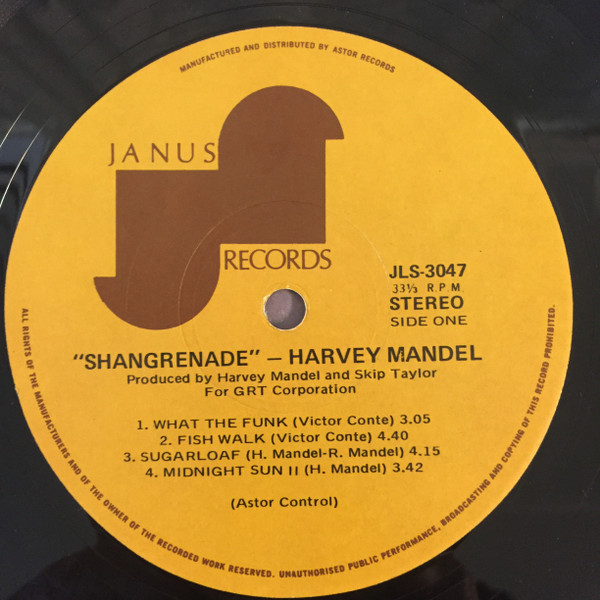 MANUFACTURED AND DISTRIBUTED BY ASTOR RECORDS
JANUS
RECORDS
JLS-3047
33⅓ R.P.M.
STEREO
SIDE ONE
"SHANGRENADE" — HARVEY MANDEL
Produced by Harvey Mandel and Skip Taylor
For GRT Corporation
1. WHAT THE FUNK (Victor Conte) 3.05
2. FISH WALK (Victor Conte) 4.40
3. SUGARLOAF (H. Mandel-R. Mandel) 4.15
4. MIDNIGHT SUN II (H. Mandel) 3.42
(Astor Control)
ALL RIGHTS OF THE MANUFACTURERS AND OF THE OWNER OF THE RECORDED WORK RESERVED. UNAUTHORISED PUBLIC PERFORMANCE, BROADCASTING AND COPYING OF THIS RECORD PROHIBITED.